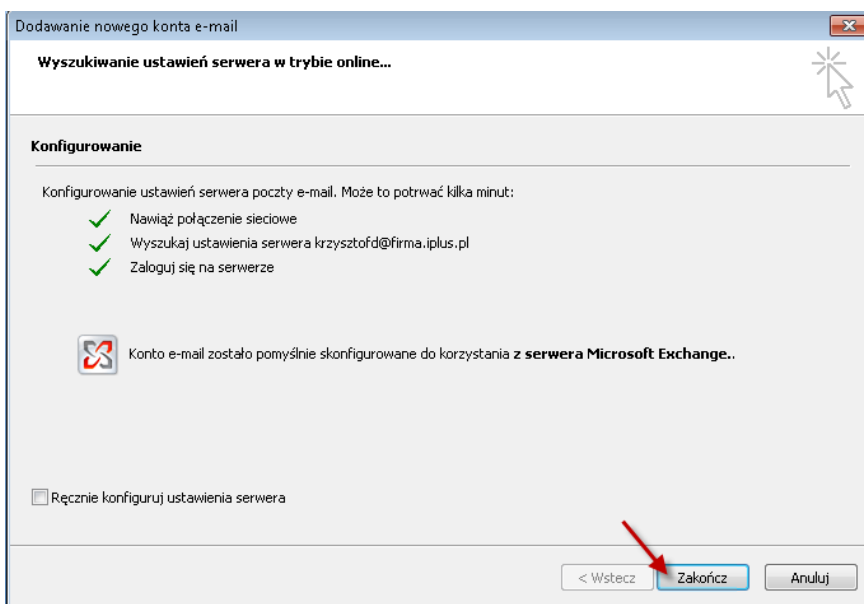 Dodawanie nowego konta e-mail
Wyszukiwanie ustawień serwera w trybie online...
Konfigurowanie
Konfigurowanie ustawień serwera poczty e-mail. Może to potrwać kilka minut:
Nawiąż połączenie sieciowe
Wyszukaj ustawienia serwera krzysztofd@firma.iplus.pl
Zaloguj się na serwerze
Konto e-mail zostało pomyślnie skonfigurowane do korzystania z serwera Microsoft Exchange..
Ręcznie konfiguruj ustawienia serwera
< Wstecz Zakończ Anuluj